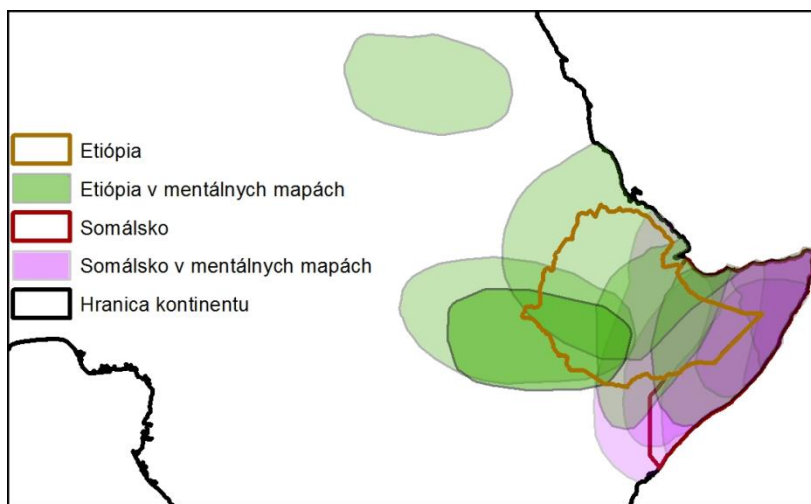 Etiópia
Etiópia v mentálnych mapách
Somálsko
Somálsko v mentálnych mapách
Hranica kontinentu